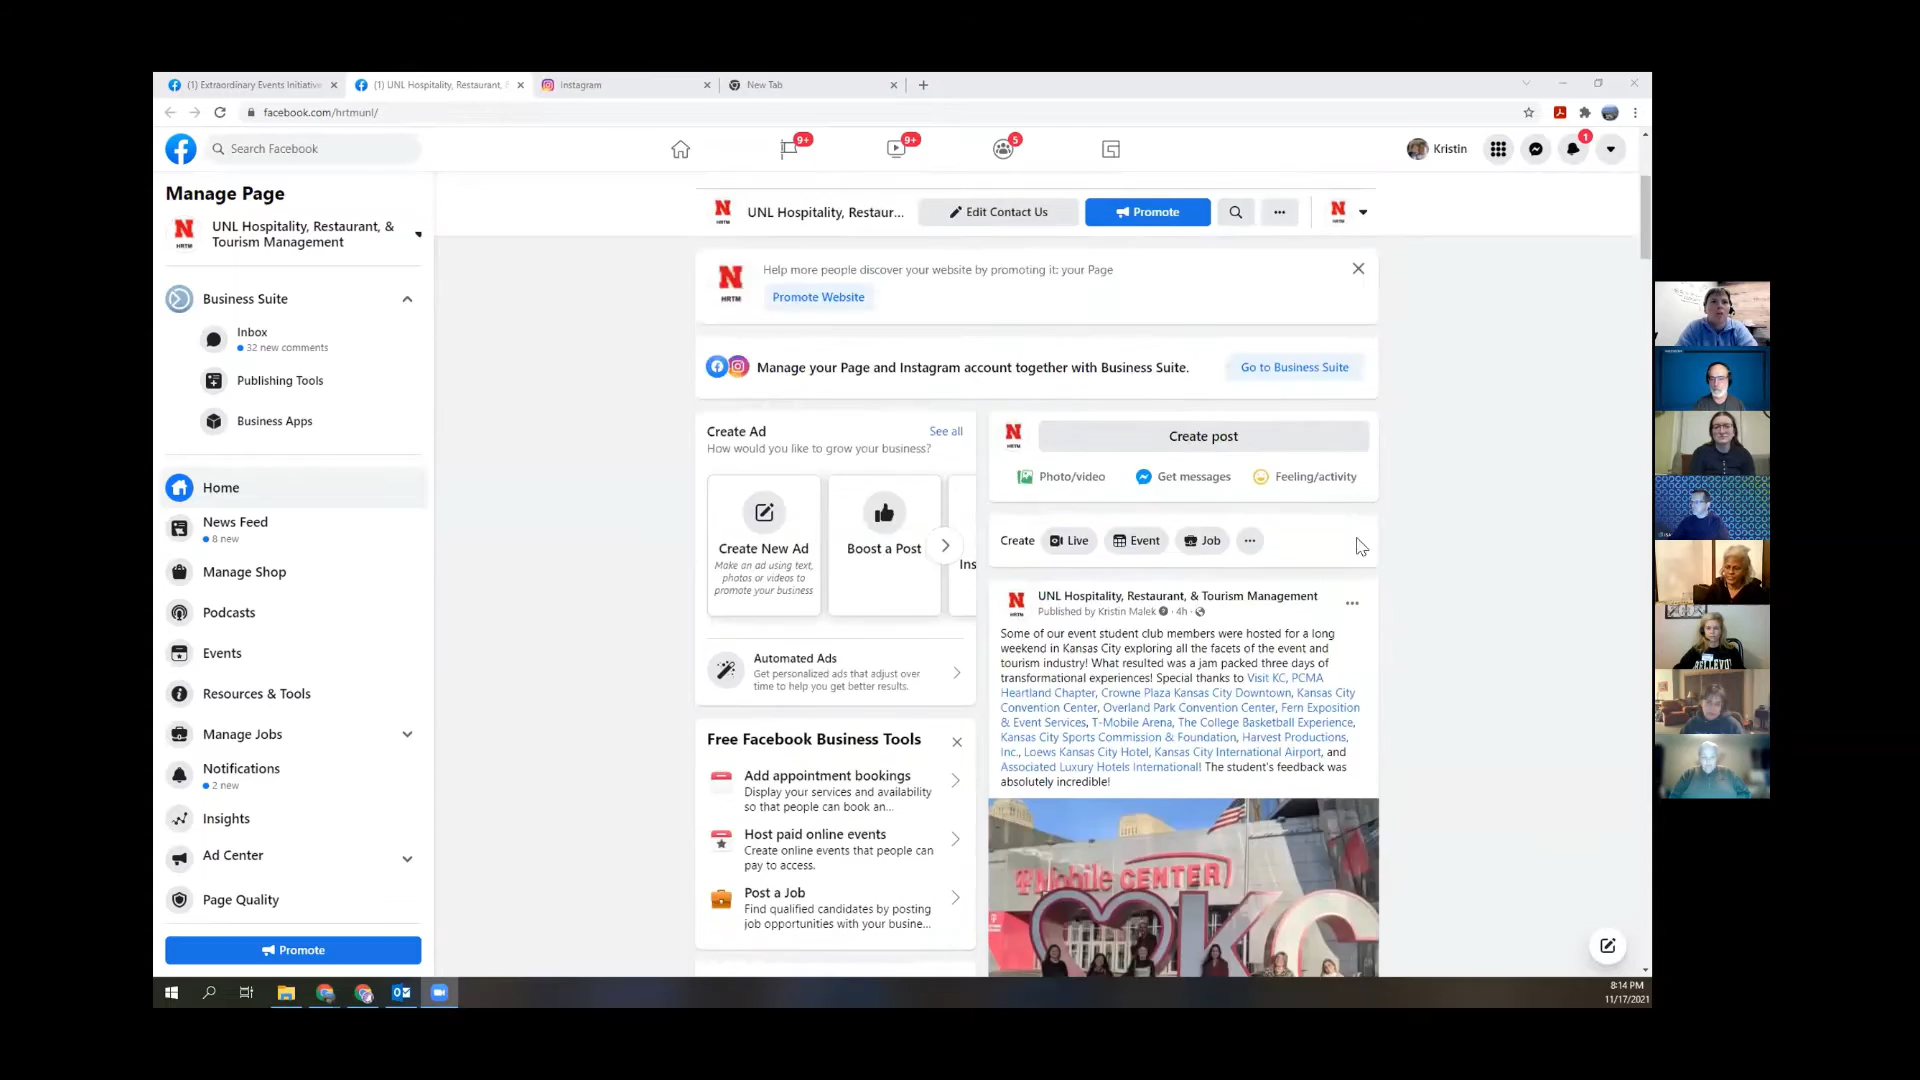 (1) Extraordinary Events Initiative
(1) UNL Hospitality, Restaurant,
Instagram
New Tab
facebook.com/hrtmunl/
Search Facebook
9+
9+
5
Kristin
1
Manage Page
N
HRTM
UNL Hospitality, Restaurant, &
Tourism Management
Business Suite
Inbox
32 new comments
Publishing Tools
Business Apps
Home
News Feed
8 new
Manage Shop
Podcasts
Events
Resources & Tools
Manage Jobs
Notifications
2 new
Insights
Ad Center
Page Quality
Promote
N
HRTM
UNL Hospitality, Restaur...
Edit Contact Us
Promote
N
HRTM
N
HRTM
Help more people discover your website by promoting it: your Page
Promote Website
Manage your Page and Instagram account together with Business Suite.
Go to Business Suite
Create Ad
See all
How would you like to grow your business?
Create New Ad
Make an ad using text,
photos or videos to
promote your business
Boost a Post
Ins
Automated Ads
Get personalized ads that adjust over
time to help you get better results.
Free Facebook Business Tools
Add appointment bookings
Display your services and availability
so that people can book an...
Host paid online events
Create online events that people can
pay to access.
Post a Job
Find qualified candidates by posting
job opportunities with your busine...
N
HRTM
Create post
Photo/video
Get messages
Feeling/activity
Create
Live
Event
Job
N
HRTM
UNL Hospitality, Restaurant, & Tourism Management
Published by Kristin Malek · 4h ·
Some of our event student club members were hosted for a long
weekend in Kansas City exploring all the facets of the event and
tourism industry! What resulted was a jam packed three days of
transformational experiences! Special thanks to Visit KC, PCMA
Heartland Chapter, Crowne Plaza Kansas City Downtown, Kansas City
Convention Center, Overland Park Convention Center, Fern Exposition
& Event Services, T-Mobile Arena, The College Basketball Experience,
Kansas City Sports Commission & Foundation, Harvest Productions,
Inc., Loews Kansas City Hotel, Kansas City International Airport, and
Associated Luxury Hotels International! The student's feedback was
absolutely incredible!
T Mobile CENTER
KC
8:14 PM
11/17/2021